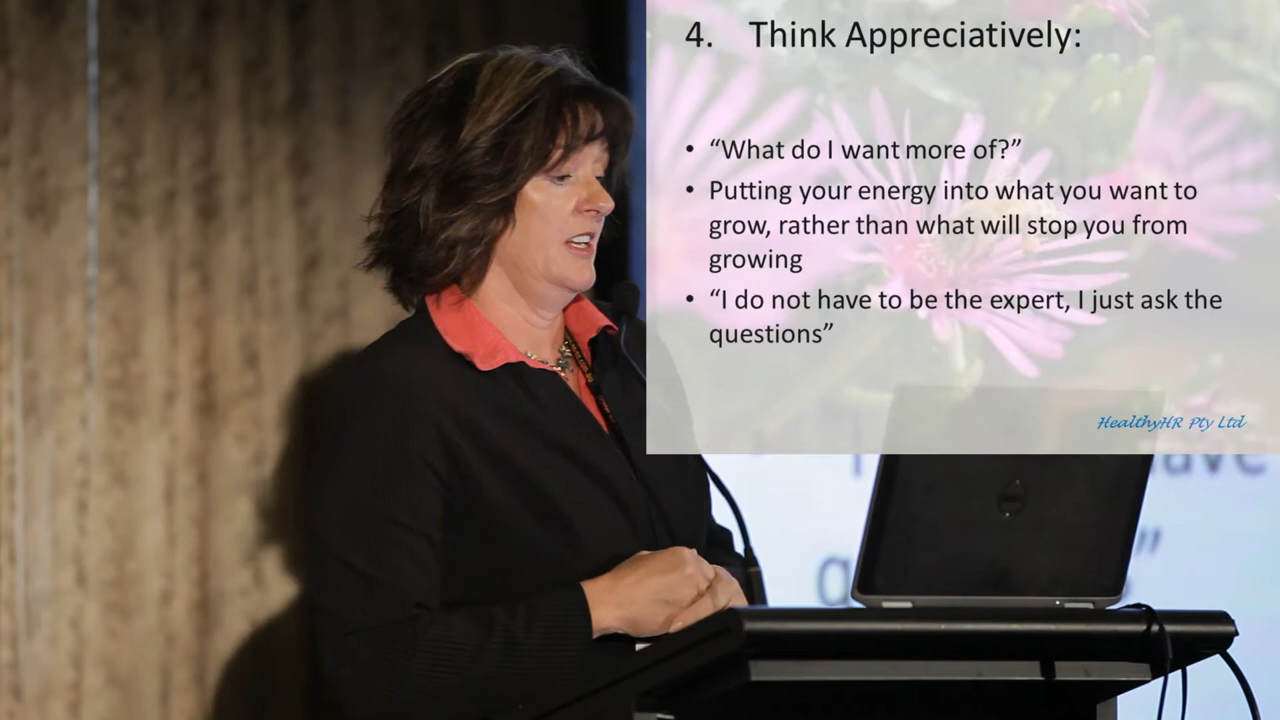 4. Think Appreciatively:
• “What do I want more of?”
• Putting your energy into what you want to
grow, rather than what will stop you from
growing
• “I do not have to be the expert, I just ask the
questions”
HealthyHR Pty Ltd